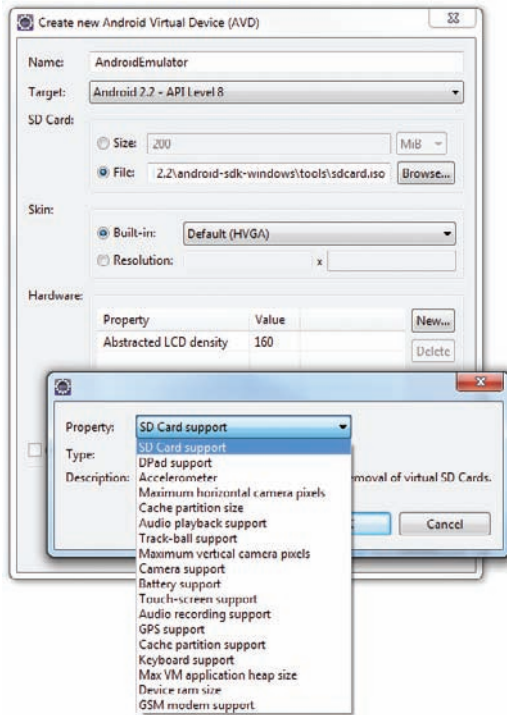 Create new Android Virtual Device (AVD)
Name: AndroidEmulator
Target: Android 2.2 - API Level 8
SD Card:
Size: 200 MiB
File: 2.2\android-sdk-windows\tools\sdcard.iso Browse...
Skin:
Built-in: Default (HVGA)
Resolution: x
Hardware:
Property Value New...
Abstracted LCD density 160 Delete
Property: SD Card support
Type: SD Card support
DPad support
Description: Accelerometer emoval of virtual SD Cards.
Maximum horizontal camera pixels
Cache partition size
Audio playback support Cancel
Track-ball support
Maximum vertical camera pixels
Camera support
Battery support
Touch-screen support
Audio recording support
GPS support
Cache partition support
Keyboard support
Max VM application heap size
Device ram size
GSM modem support